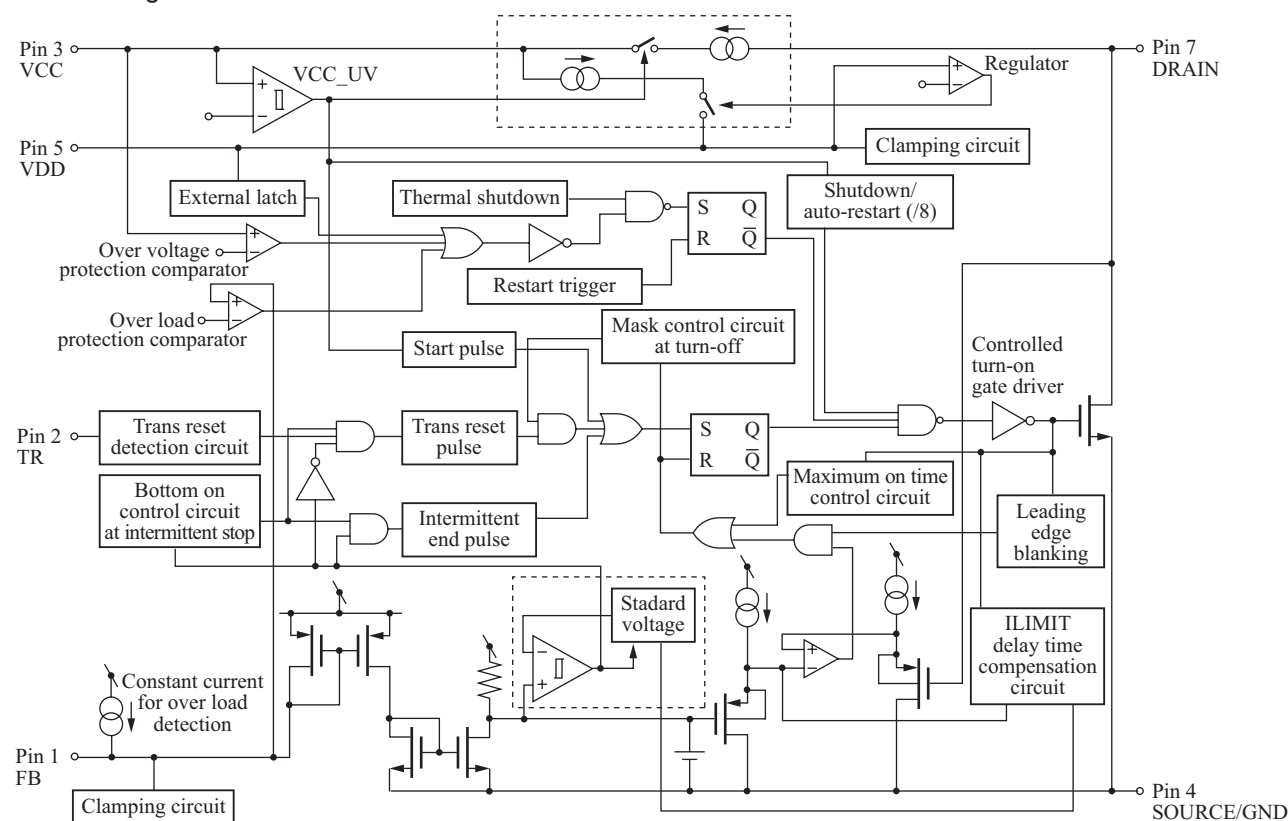 Pin 3
VCC
VCC_UV
Regulator
Pin 7
DRAIN
+
−
+
−
Pin 5
VDD
Clamping circuit
External latch
Thermal shutdown
S Q
R Q̅
Shutdown/
auto-restart (/8)
+
−
Over voltage
protection comparator
Restart trigger
+
−
Over load
protection comparator
Start pulse
Mask control circuit
at turn-off
Controlled
turn-on
gate driver
Pin 2
TR
Trans reset
detection circuit
Trans reset
pulse
S Q
R Q̅
Bottom on
control circuit
at intermittent stop
Intermittent
end pulse
Maximum on time
control circuit
Leading
edge
blanking
Stadard
voltage
−
+
+
−
ILIMIT
delay time
compensation
circuit
Constant current
for over load
detection
Pin 1
FB
Clamping circuit
Pin 4
SOURCE/GND